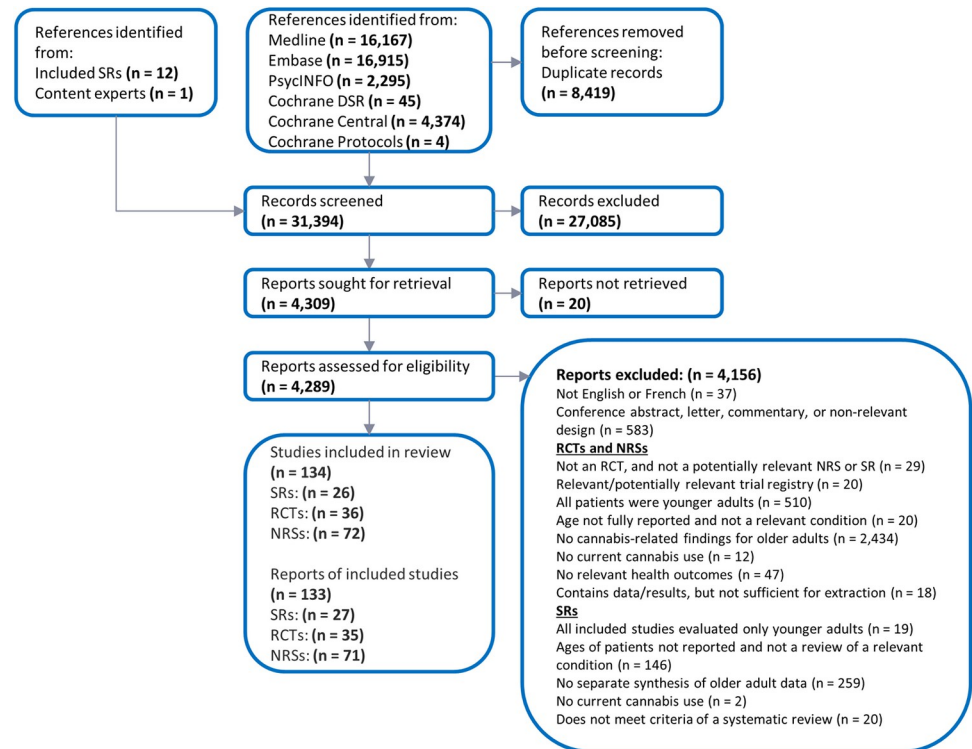 References identified
from:
Included SRs (n = 12)
Content experts (n = 1)
References identified from:
Medline (n = 16,167)
Embase (n = 16,915)
PsycINFO (n = 2,295)
Cochrane DSR (n = 45)
Cochrane Central (n = 4,374)
Cochrane Protocols (n = 4)
References removed
before screening:
Duplicate records
(n = 8,419)
Records screened
(n = 31,394)
Records excluded
(n = 27,085)
Reports sought for retrieval
(n = 4,309)
Reports not retrieved
(n = 20)
Reports assessed for eligibility
(n = 4,289)
Reports excluded: (n = 4,156)
Not English or French (n = 37)
Conference abstract, letter, commentary, or non-relevant
design (n = 583)
RCTs and NRSs
Not an RCT, and not a potentially relevant NRS or SR (n = 29)
Relevant/potentially relevant trial registry (n = 20)
All patients were younger adults (n = 510)
Age not fully reported and not a relevant condition (n = 20)
No cannabis-related findings for older adults (n = 2,434)
No current cannabis use (n = 12)
No relevant health outcomes (n = 47)
Contains data/results, but not sufficient for extraction (n = 18)
SRs
All included studies evaluated only younger adults (n = 19)
Ages of patients not reported and not a review of a relevant
condition (n = 146)
No separate synthesis of older adult data (n = 259)
No current cannabis use (n = 2)
Does not meet criteria of a systematic review (n = 20)
Studies included in review
(n = 134)
SRs: (n = 26)
RCTs: (n = 36)
NRSs: (n = 72)
Reports of included studies
(n = 133)
SRs: (n = 27)
RCTs: (n = 35)
NRSs: (n = 71)